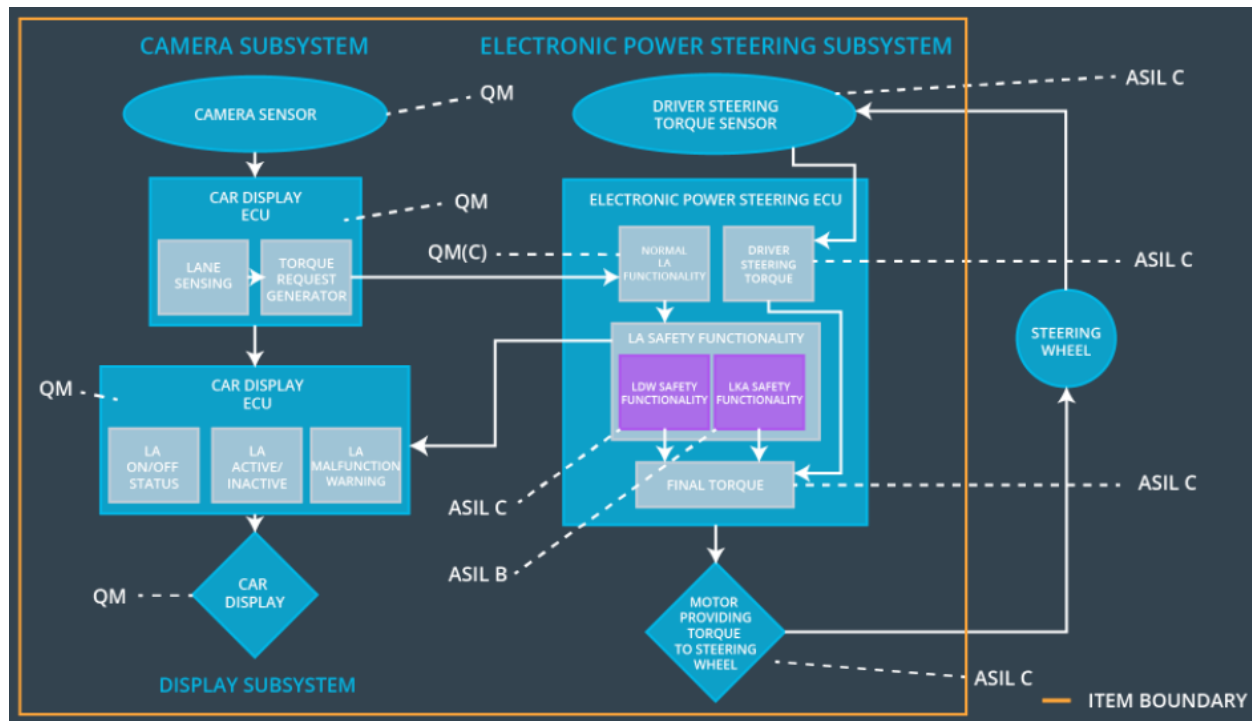 CAMERA SUBSYSTEM
ELECTRONIC POWER STEERING SUBSYSTEM
CAMERA SENSOR
QM
DRIVER STEERING
TORQUE SENSOR
ASIL C
CAR DISPLAY
ECU
QM
LANE
SENSING
TORQUE
REQUEST
GENERATOR
ELECTRONIC POWER STEERING ECU
QM(C)
NORMAL
LA
FUNCTIONALITY
DRIVER
STEERING
TORQUE
ASIL C
STEERING
WHEEL
LA SAFETY FUNCTIONALITY
LDW SAFETY
FUNCTIONALITY
LKA SAFETY
FUNCTIONALITY
QM
CAR DISPLAY
ECU
LA
ON/OFF
STATUS
LA
ACTIVE/
INACTIVE
LA
MALFUNCTION
WARNING
FINAL TORQUE
ASIL C
ASIL C
ASIL B
QM
CAR
DISPLAY
MOTOR
PROVIDING
TORQUE
TO STEERING
WHEEL
ASIL C
DISPLAY SUBSYSTEM
ITEM BOUNDARY